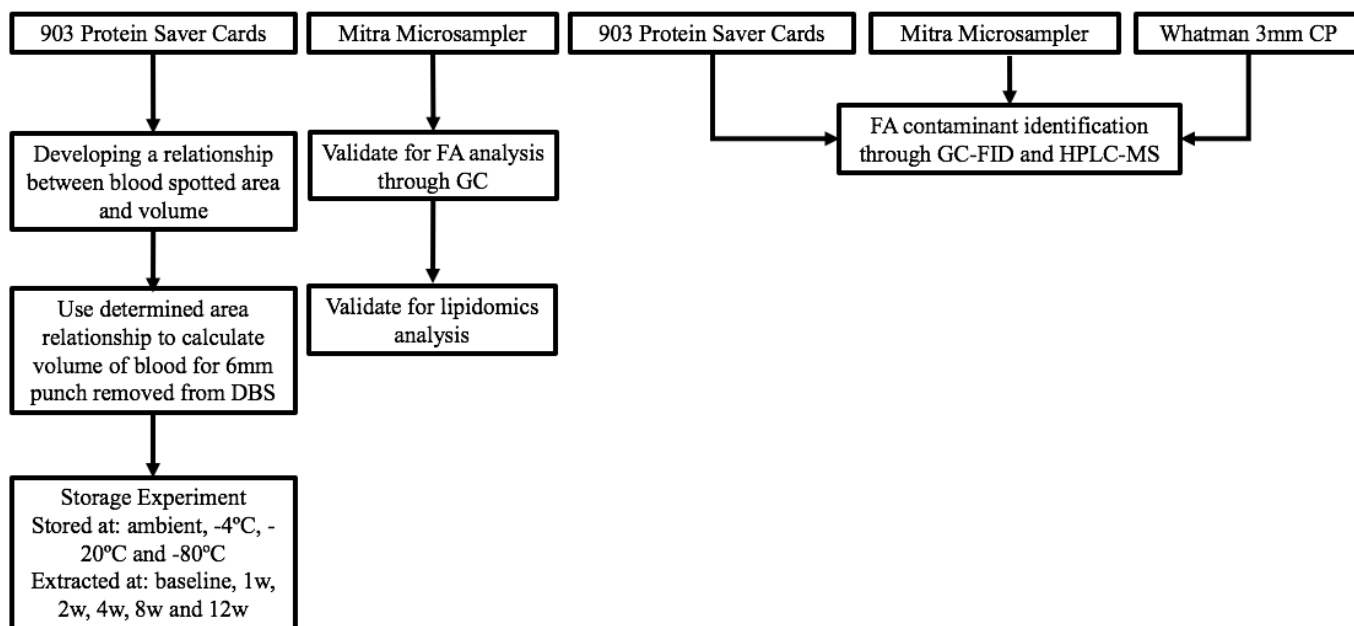 903 Protein Saver Cards
Developing a relationship
between blood spotted area
and volume
Use determined area
relationship to calculate
volume of blood for 6mm
punch removed from DBS
Storage Experiment
Stored at: ambient, -4ºC, -
20ºC and -80ºC
Extracted at: baseline, 1w,
2w, 4w, 8w and 12w
Mitra Microsampler
Validate for FA analysis
through GC
Validate for lipidomics
analysis
903 Protein Saver Cards
Mitra Microsampler
Whatman 3mm CP
FA contaminant identification
through GC-FID and HPLC-MS